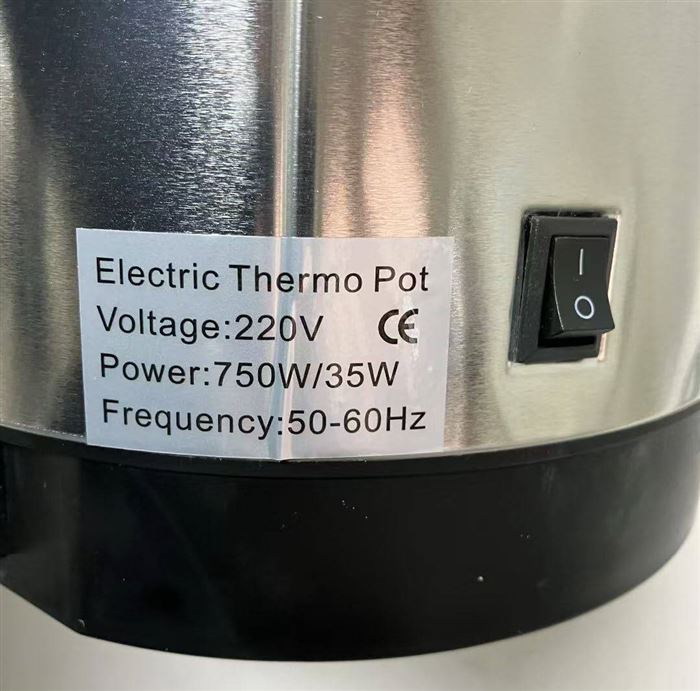 Electric Thermo Pot
Voltage:220V CE
Power:750W/35W
Frequency:50-60Hz
I
O